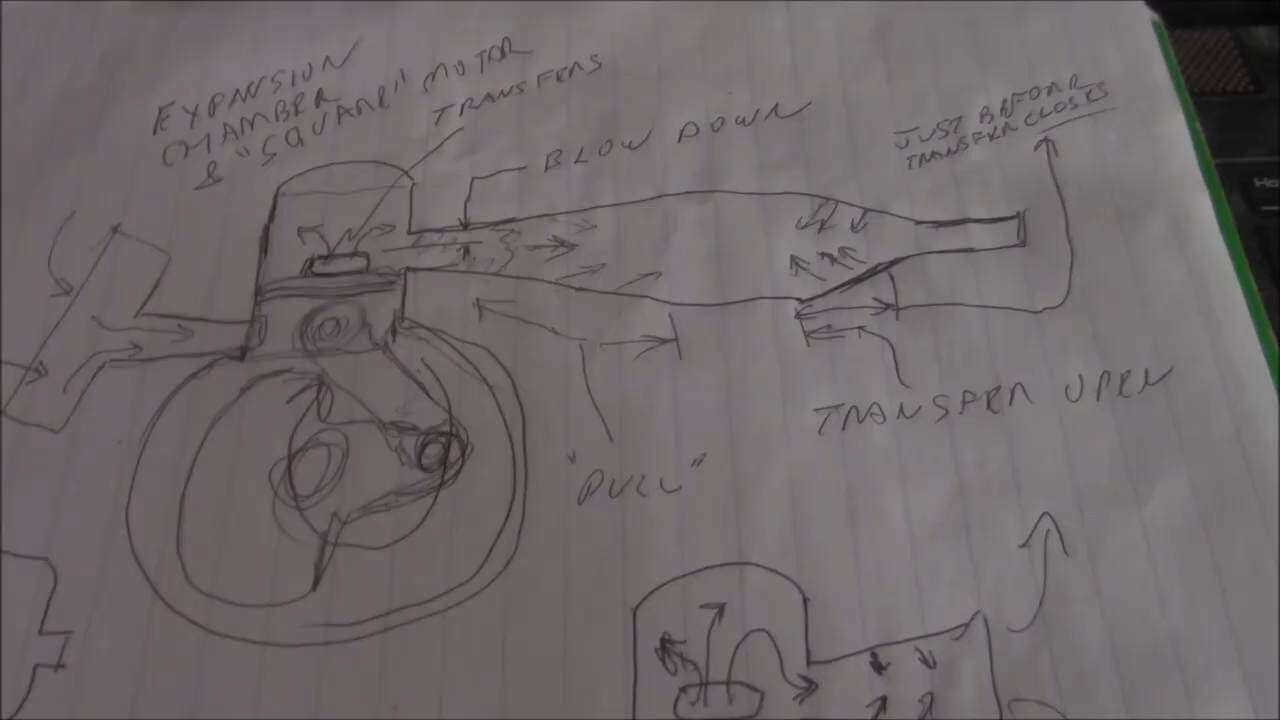 EXPANSION
CHAMBER
& "SQUARE" MOTOR
TRANSFERS
BLOW DOWN
JUST BEFORE
TRANSFER CLOSES
TRANSFER OPEN
"PULL"